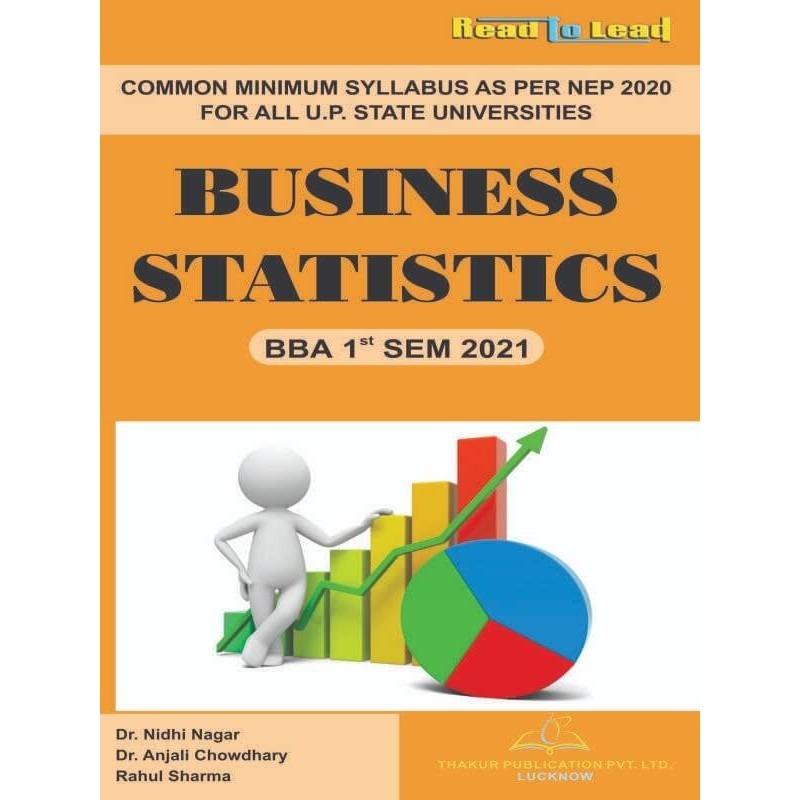 Read to Lead
COMMON MINIMUM SYLLABUS AS PER NEP 2020
FOR ALL U.P. STATE UNIVERSITIES
BUSINESS
STATISTICS
BBA 1st SEM 2021
Dr. Nidhi Nagar
Dr. Anjali Chowdhary
Rahul Sharma
THAKUR PUBLICATION PVT. LTD.
LUCKNOW